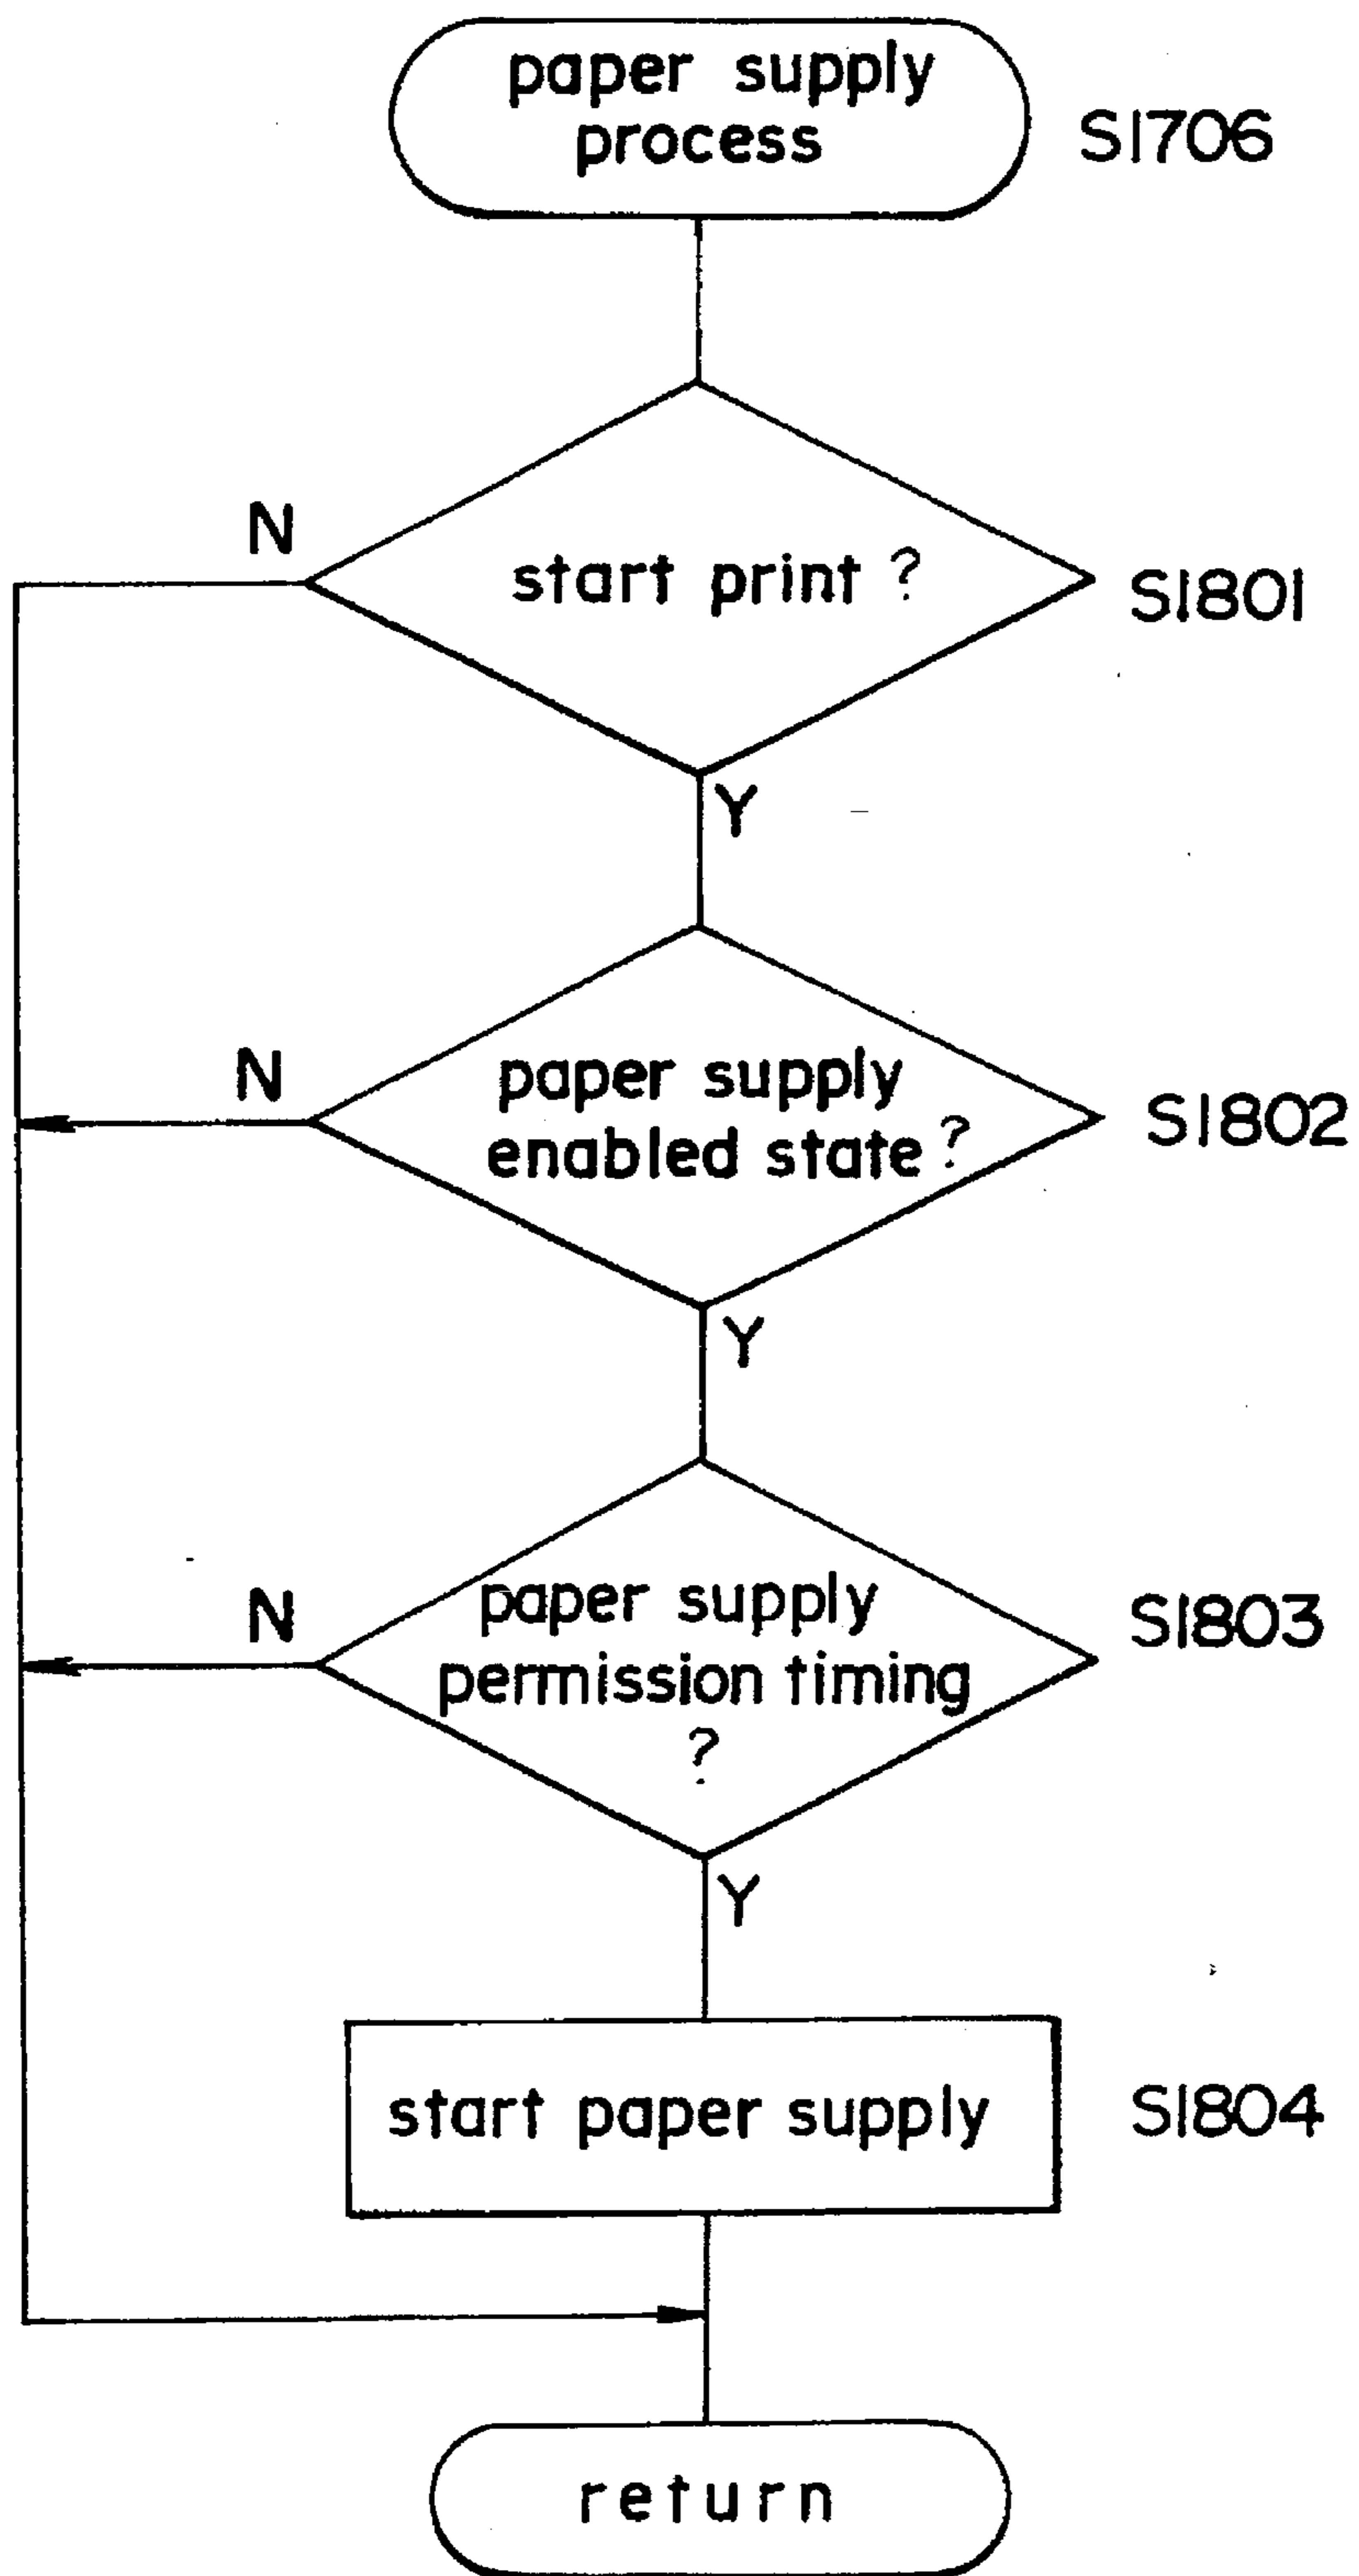 paper supply
process
S1706
N
start print ?
S1801
Y
N
paper supply
enabled state ?
S1802
Y
N
paper supply
permission timing
?
S1803
Y
start paper supply
S1804
return